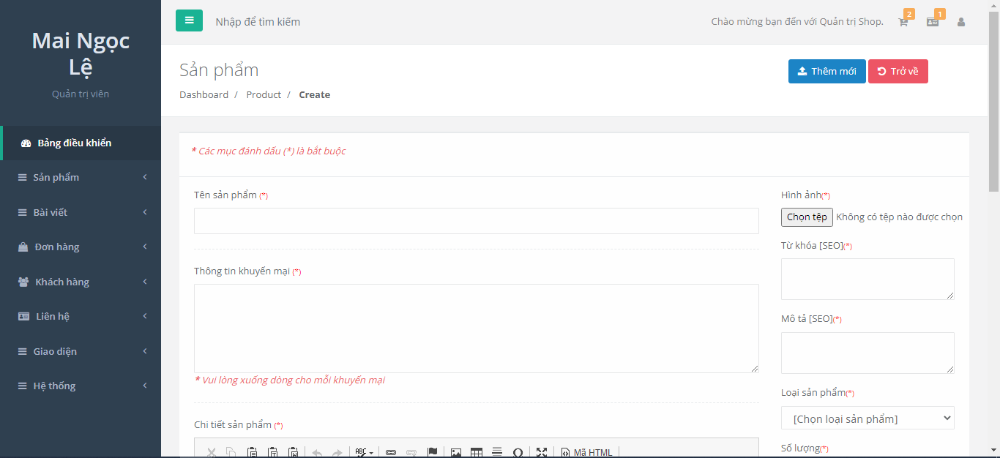 Mai Ngọc
Lệ
Quản trị viên
Bảng điều khiển
Sản phẩm
Bài viết
Đơn hàng
Khách hàng
Liên hệ
Giao diện
Hệ thống
Nhập để tìm kiếm
Chào mừng bạn đến với Quản trị Shop.
2
1
Sản phẩm
Dashboard / Product / Create
Thêm mới
Trở về
* Các mục đánh dấu (*) là bắt buộc
Tên sản phẩm (*)
Thông tin khuyến mại (*)
* Vui lòng xuống dòng cho mỗi khuyến mại
Chi tiết sản phẩm (*)
ABC
Mã HTML
Hình ảnh(*)
Chọn tệp Không có tệp nào được chọn
Từ khóa [SEO](*)
Mô tả [SEO](*)
Loại sản phẩm(*)
[Chọn loại sản phẩm]
Số lượng(*)